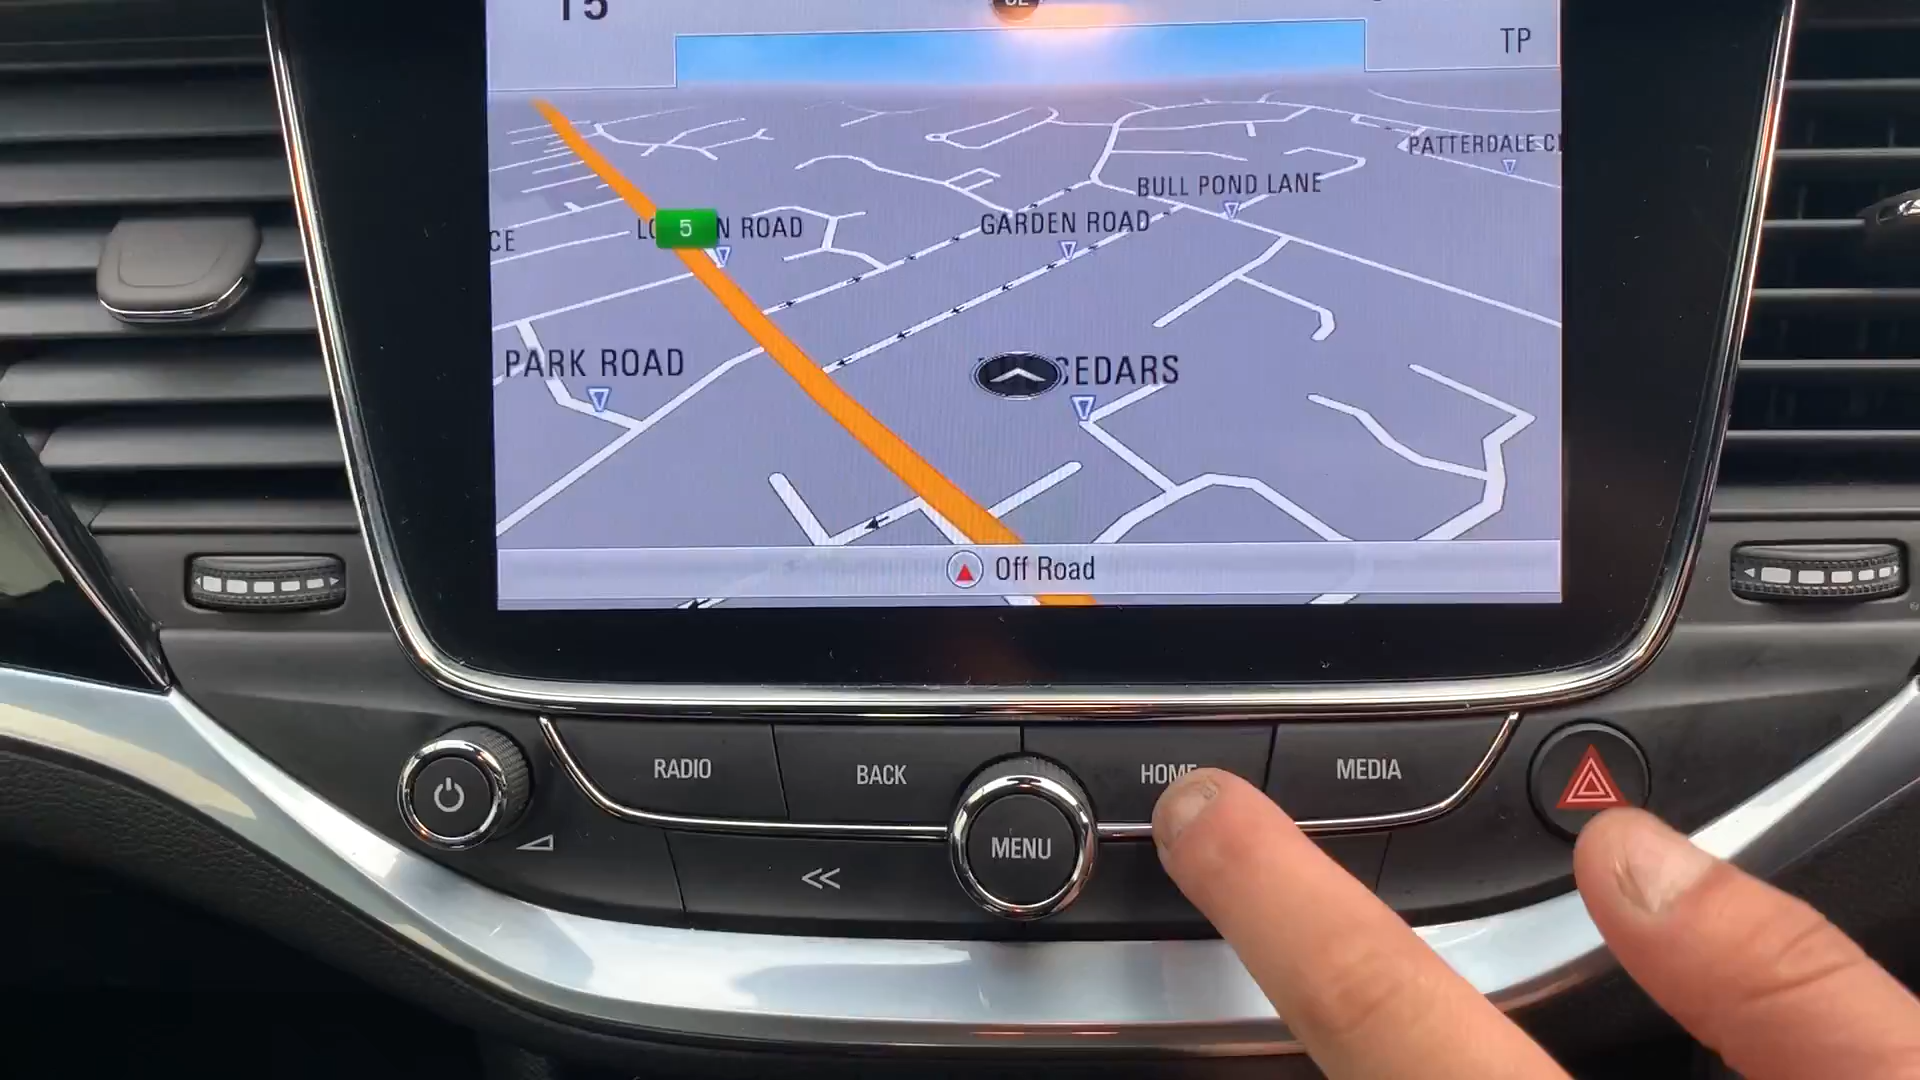 TP
PATTERDALE
BULL POND LANE
GARDEN ROAD
5
ROAD
CE
PARK ROAD
CEDARS
Off Road
RADIO
BACK
HOME
MEDIA
MENU